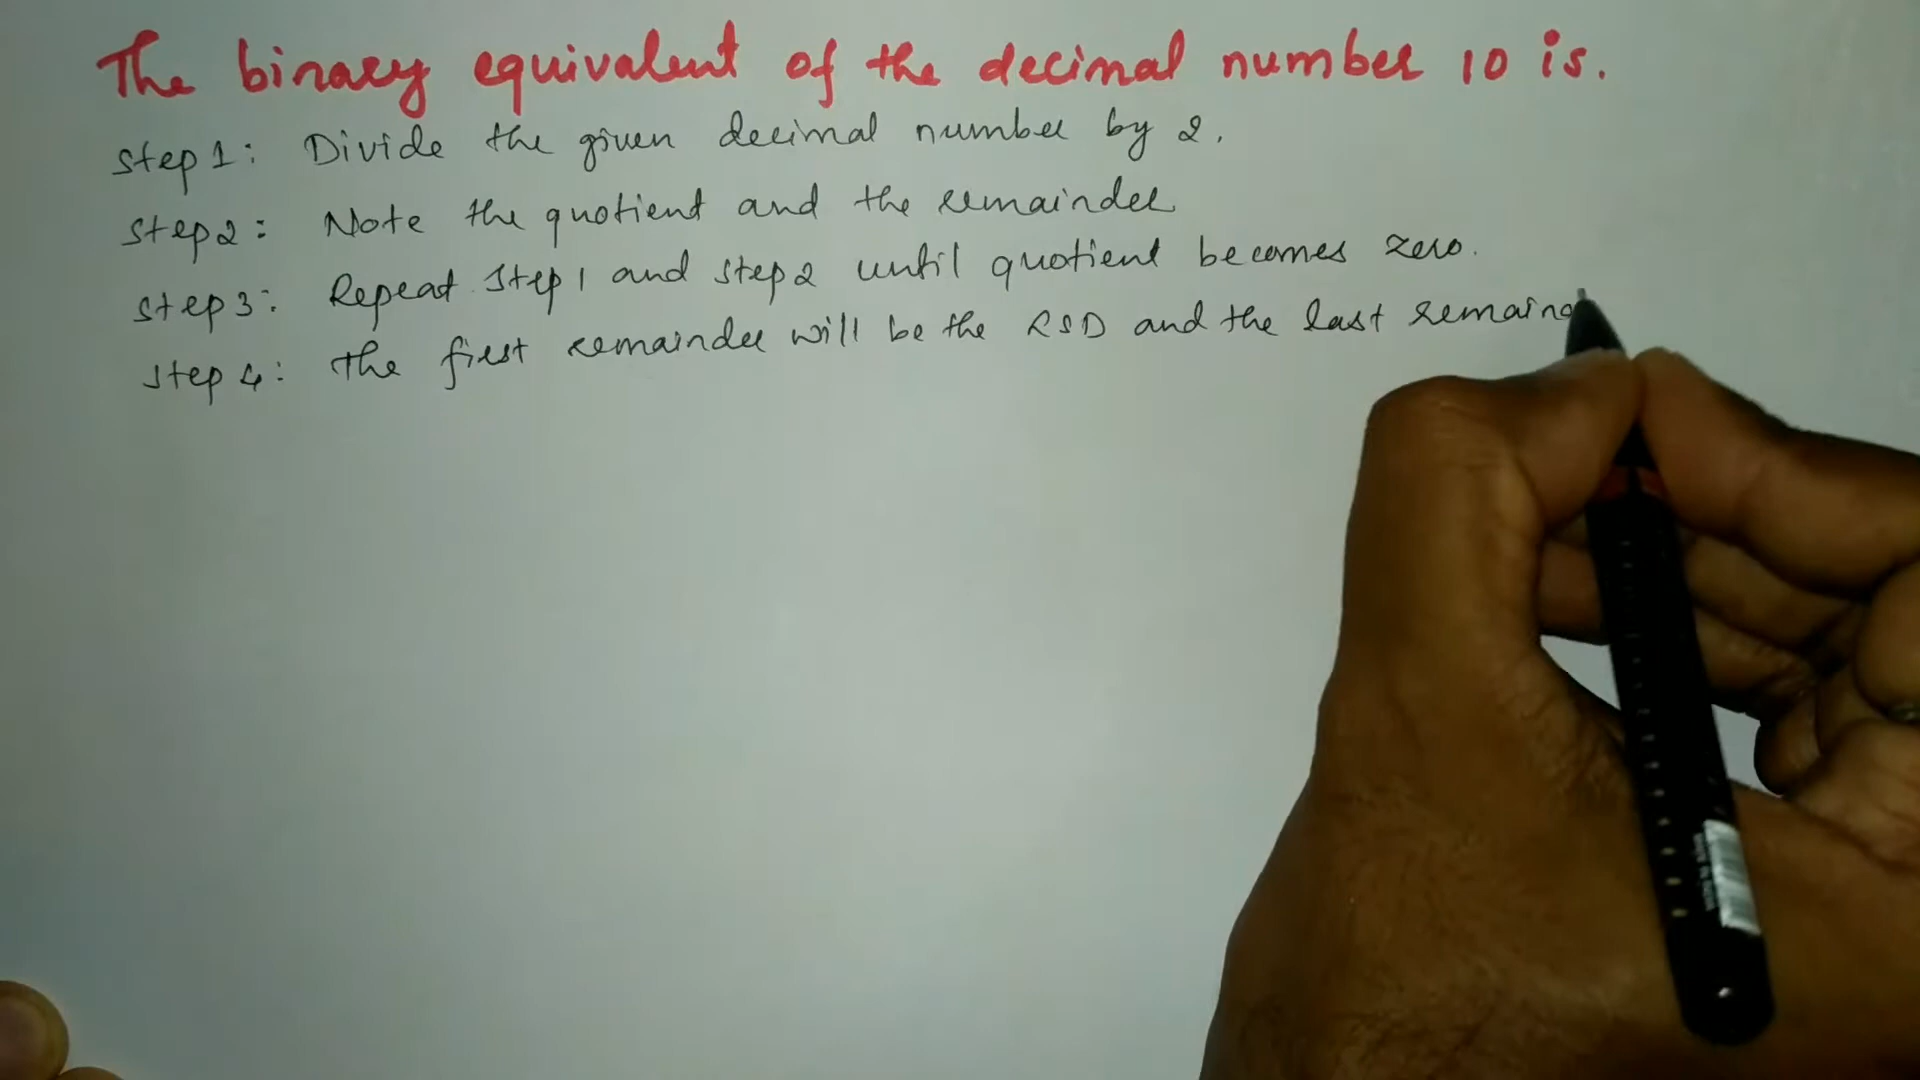 The binary equivalent of the decimal number 10 is.
Step 1: Divide the given decimal number by 2.
Step 2: Note the quotient and the remainder
Step 3: Repeat Step 1 and step 2 until quotient becomes zero.
Step 4: The first remainder will be the LSD and the last remaind